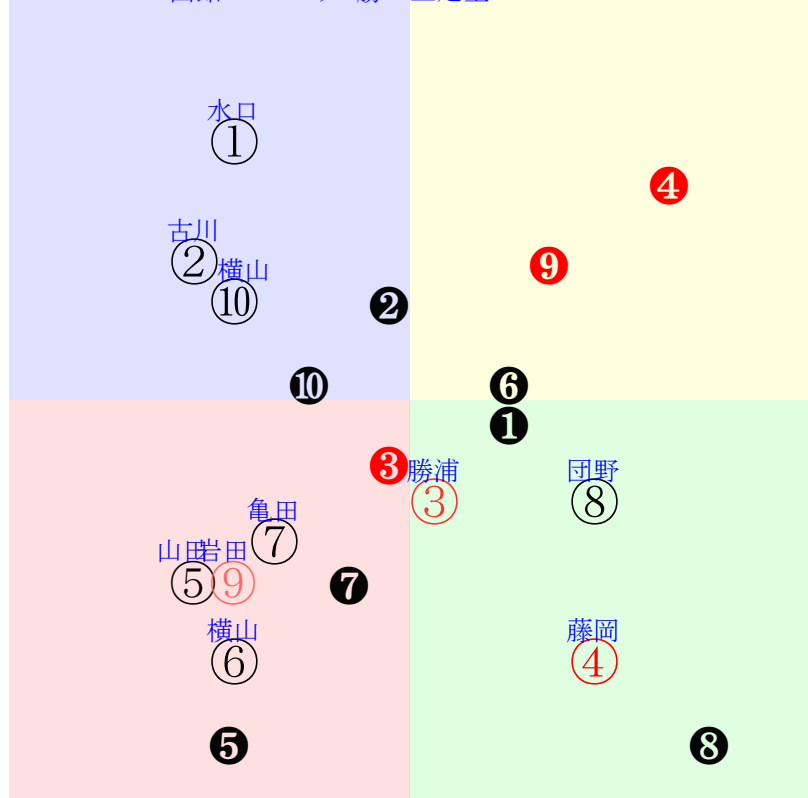 水口
①
❹
古川
②
横山
❾
⑩
❷
❿
❻
❶
❸
勝浦
団野
③
⑧
亀田
⑦
山田
岩田
⑤
⑨
❼
横山
藤岡
⑥
④
❺
❽